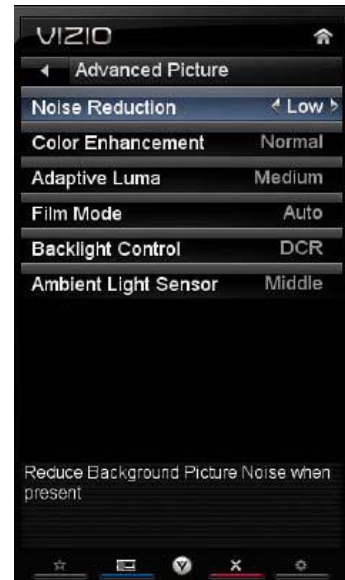 VIZIO
Advanced Picture
Noise Reduction Low
Color Enhancement Normal
Adaptive Luma Medium
Film Mode Auto
Backlight Control DCR
Ambient Light Sensor Middle
Reduce Background Picture Noise when
present